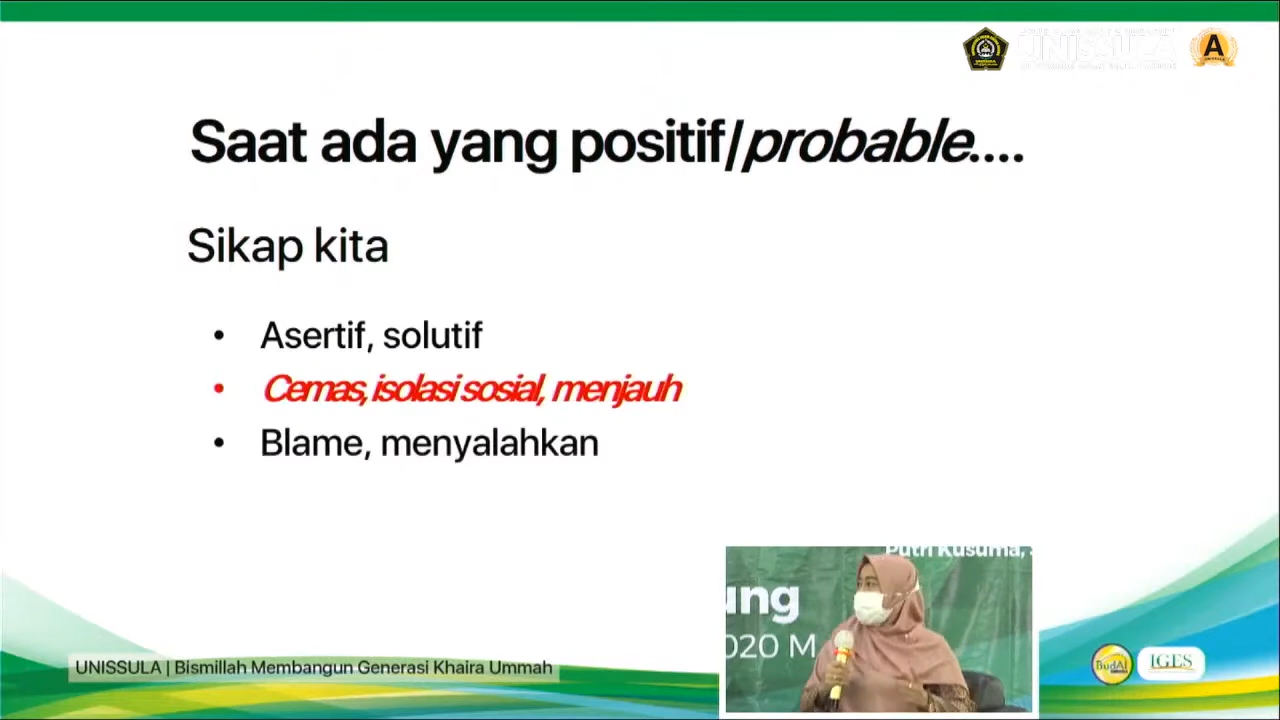 UNISSULA
A
Saat ada yang positif/probable....
Sikap kita
• Asertif, solutif
• Cemas, isolasi sosial, menjauh
• Blame, menyalahkan
Putri Kusuma,
ung
020 M
UNISSULA | Bismillah Membangun Generasi Khaira Ummah
BudAI
IGES